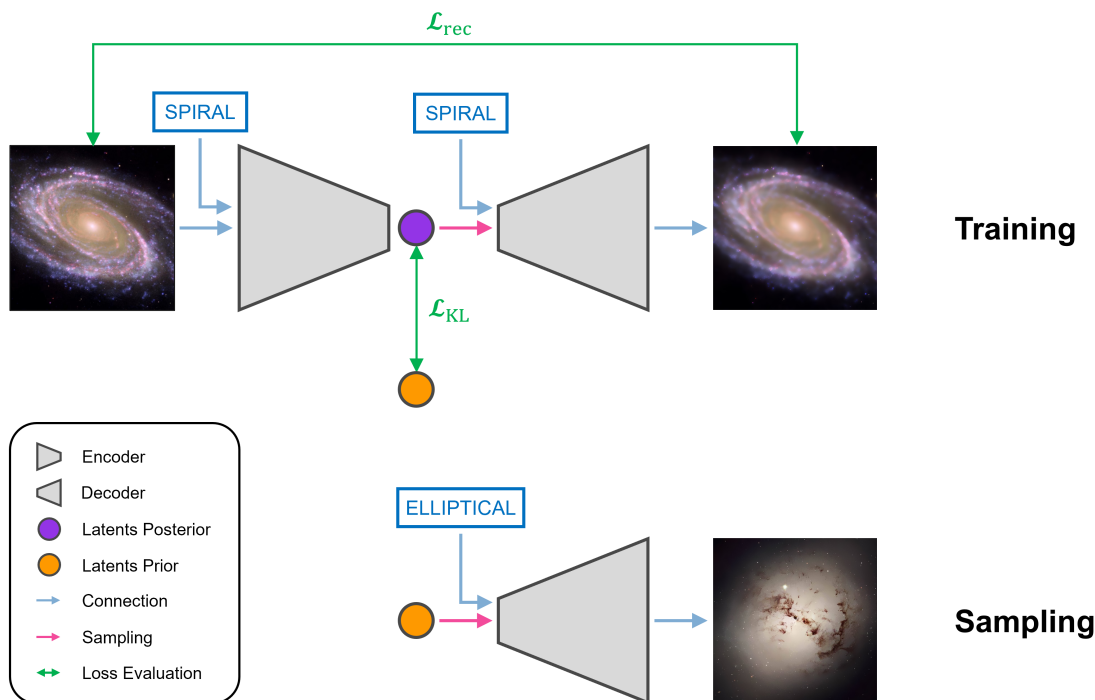 ℒrec
SPIRAL
SPIRAL
Training
ℒKL
Encoder
Decoder
Latents Posterior
Latents Prior
Connection
Sampling
Loss Evaluation
ELLIPTICAL
Sampling